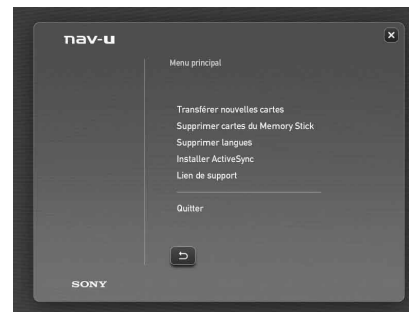 nav-u
Menu principal
Transférer nouvelles cartes
Supprimer cartes du Memory Stick
Supprimer langues
Installer ActiveSync
Lien de support
Quitter
SONY